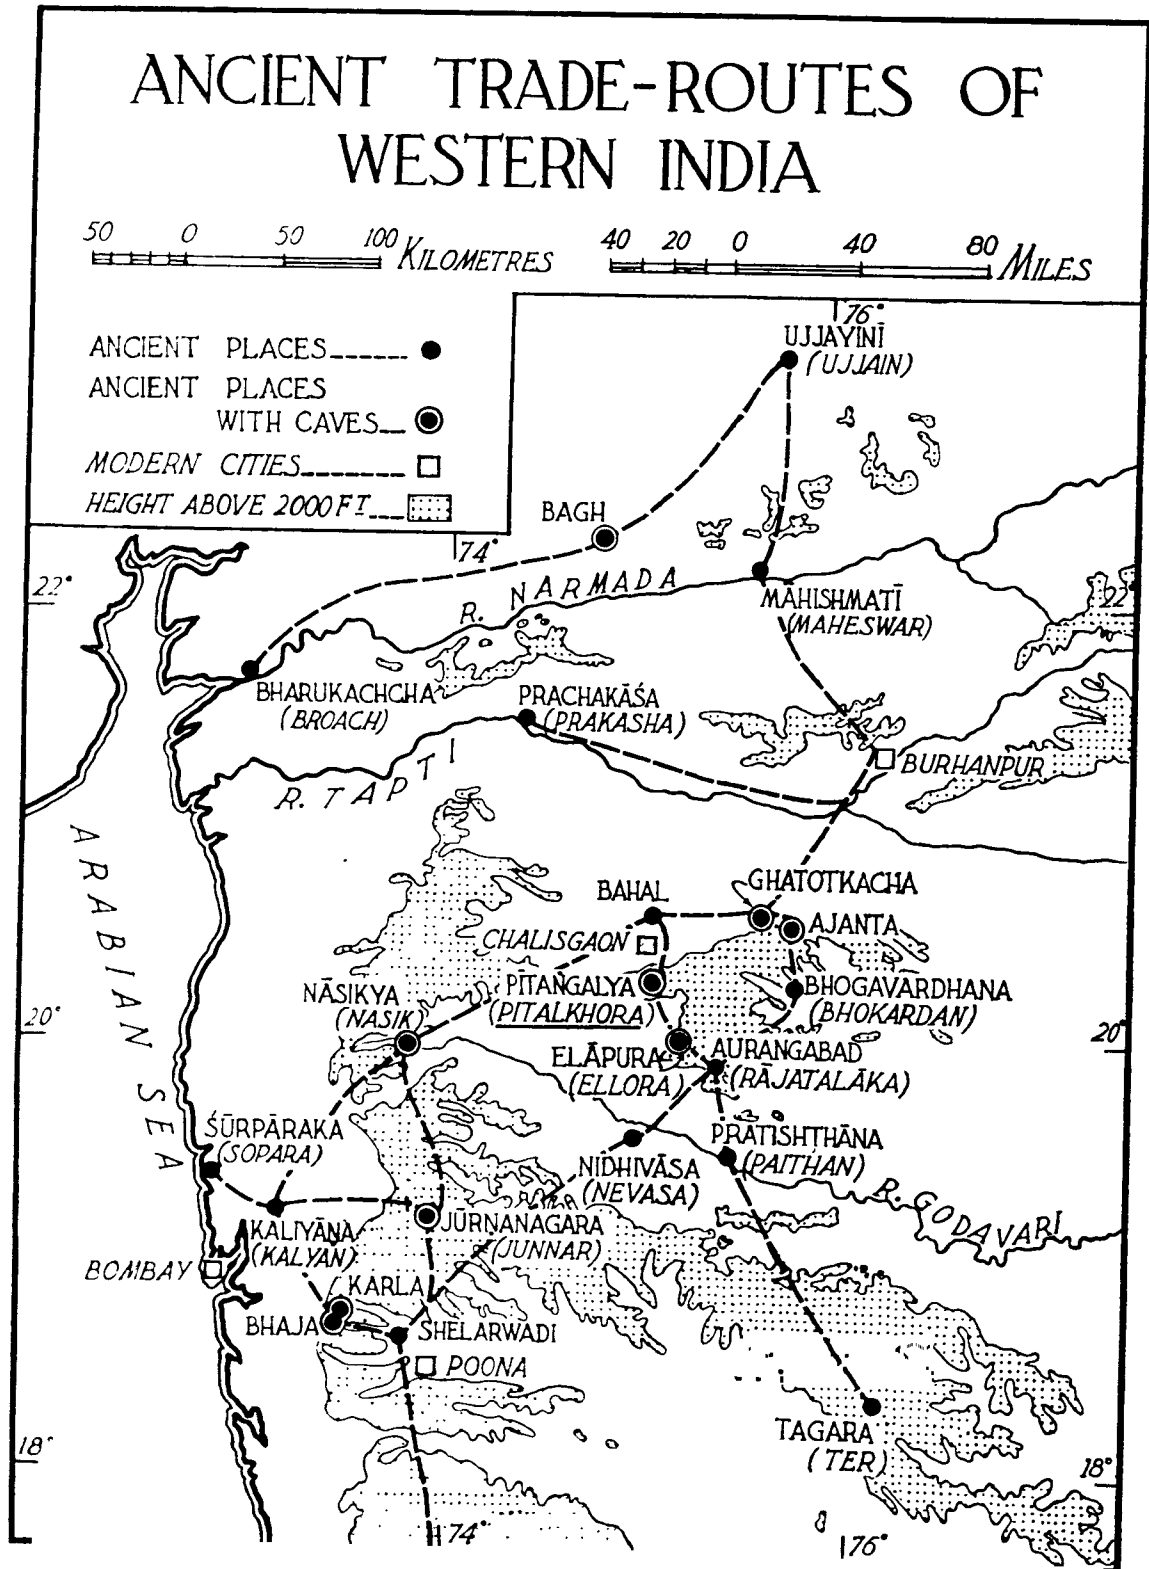 ANCIENT TRADE-ROUTES OF
WESTERN INDIA
50 0 50 100 KILOMETRES
40 20 0 40 80 MILES
ANCIENT PLACES
ANCIENT PLACES
WITH CAVES
MODERN CITIES
HEIGHT ABOVE 2000 FT
76°
UJJAYINĪ
(UJJAIN)
BAGH
74°
22°
R. NARMADA
MĀHISHMATĪ
(MAHESWAR)
22°
BHARUKACHCHA
(BROACH)
PRACHAKĀŚA
(PRAKASHA)
BURHANPUR
R. TAPTI
ARABIAN SEA
GHATOTKACHA
BAHAL
AJANTA
CHALISGAON
PĪTAṄGALYA
(PITALKHORA)
BHOGAVARDHANA
(BHOKARDAN)
NĀSIKYA
(NASIK)
20°
20°
ELĀPURA
(ELLORA)
AURANGABAD
(RĀJATALĀKA)
ŚŪRPĀRAKA
(SOPARA)
PRATISHṬHĀNA
(PAITHAN)
NIDHIVĀSA
(NEVASA)
R. GODAVARI
KALIYĀNA
(KALYAN)
JŪRNANAGARA
(JUNNAR)
BOMBAY
KARLA
BHAJA
SHELARWADI
POONA
TAGARA
(TER)
18°
18°
74°
76°